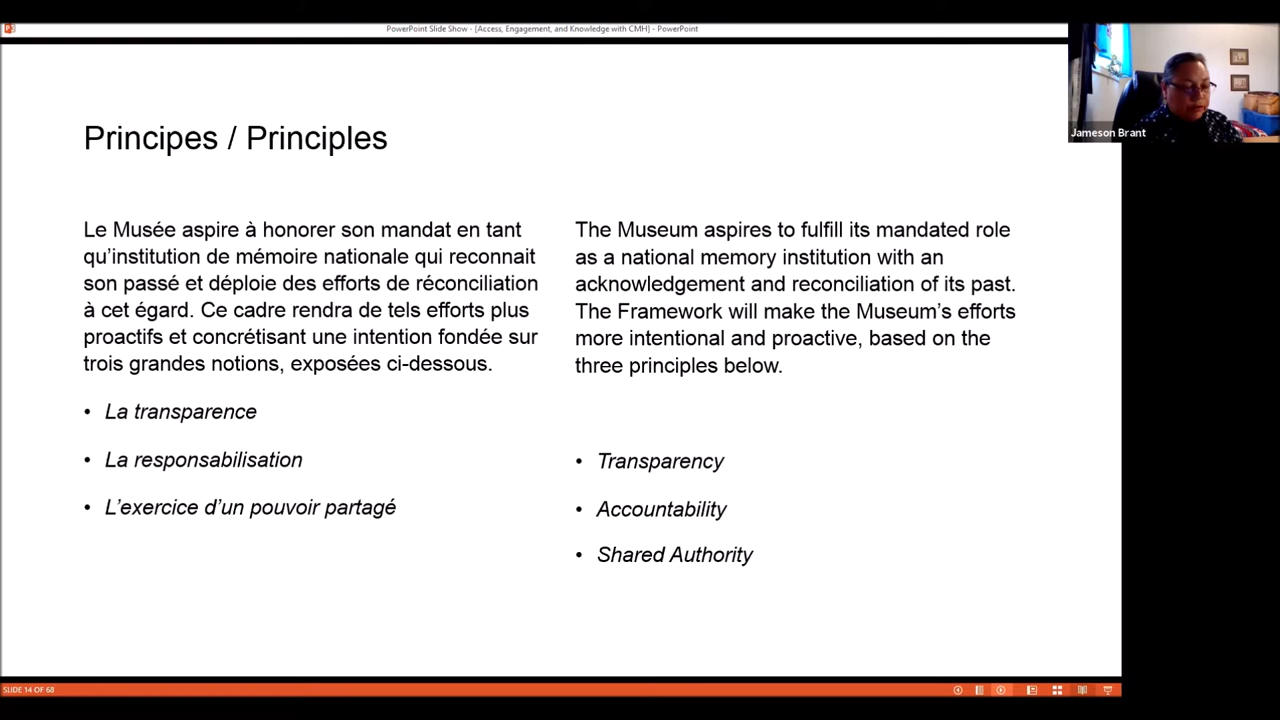 PowerPoint Slide Show - [Access, Engagement, and Knowledge with CMH] - PowerPoint
Jameson Brant
Principes / Principles
Le Musée aspire à honorer son mandat en tant
qu’institution de mémoire nationale qui reconnait
son passé et déploie des efforts de réconciliation
à cet égard. Ce cadre rendra de tels efforts plus
proactifs et concrétisant une intention fondée sur
trois grandes notions, exposées ci-dessous.
• La transparence
• La responsabilisation
• L’exercice d’un pouvoir partagé
The Museum aspires to fulfill its mandated role
as a national memory institution with an
acknowledgement and reconciliation of its past.
The Framework will make the Museum’s efforts
more intentional and proactive, based on the
three principles below.
• Transparency
• Accountability
• Shared Authority
SLIDE 14 OF 68